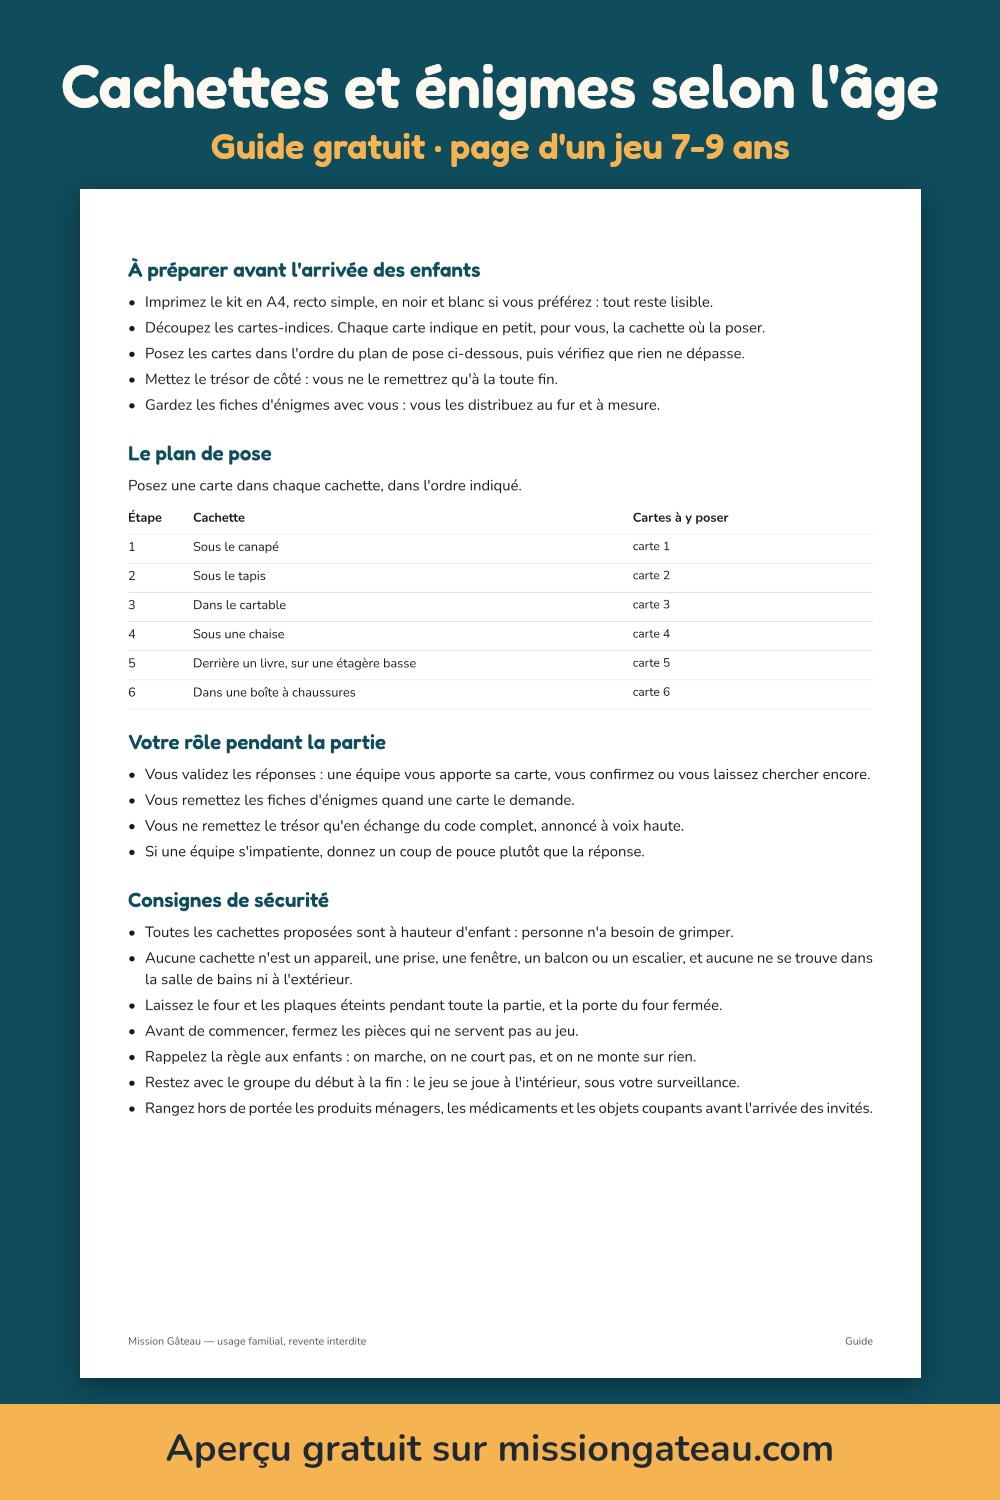 Cachettes et énigmes selon l'âge
Guide gratuit · page d'un jeu 7-9 ans
À préparer avant l'arrivée des enfants
• Imprimez le kit en A4, recto simple, en noir et blanc si vous préférez : tout reste lisible.
• Découpez les cartes-indices. Chaque carte indique en petit, pour vous, la cachette où la poser.
• Posez les cartes dans l'ordre du plan de pose ci-dessous, puis vérifiez que rien ne dépasse.
• Mettez le trésor de côté : vous ne le remettrez qu'à la toute fin.
• Gardez les fiches d'énigmes avec vous : vous les distribuez au fur et à mesure.
Le plan de pose
Posez une carte dans chaque cachette, dans l'ordre indiqué.
Étape Cachette Cartes à y poser
1 Sous le canapé carte 1
2 Sous le tapis carte 2
3 Dans le cartable carte 3
4 Sous une chaise carte 4
5 Derrière un livre, sur une étagère basse carte 5
6 Dans une boîte à chaussures carte 6
Votre rôle pendant la partie
• Vous validez les réponses : une équipe vous apporte sa carte, vous confirmez ou vous laissez chercher encore.
• Vous remettez les fiches d'énigmes quand une carte le demande.
• Vous ne remettez le trésor qu'en échange du code complet, annoncé à voix haute.
• Si une équipe s'impatiente, donnez un coup de pouce plutôt que la réponse.
Consignes de sécurité
• Toutes les cachettes proposées sont à hauteur d'enfant : personne n'a besoin de grimper.
• Aucune cachette n'est un appareil, une prise, une fenêtre, un balcon ou un escalier, et aucune ne se trouve dans
la salle de bains ni à l'extérieur.
• Laissez le four et les plaques éteints pendant toute la partie, et la porte du four fermée.
• Avant de commencer, fermez les pièces qui ne servent pas au jeu.
• Rappelez la règle aux enfants : on marche, on ne court pas, et on ne monte sur rien.
• Restez avec le groupe du début à la fin : le jeu se joue à l'intérieur, sous votre surveillance.
• Rangez hors de portée les produits ménagers, les médicaments et les objets coupants avant l'arrivée des invités.
Mission Gâteau — usage familial, revente interdite Guide
Aperçu gratuit sur missiongateau.com